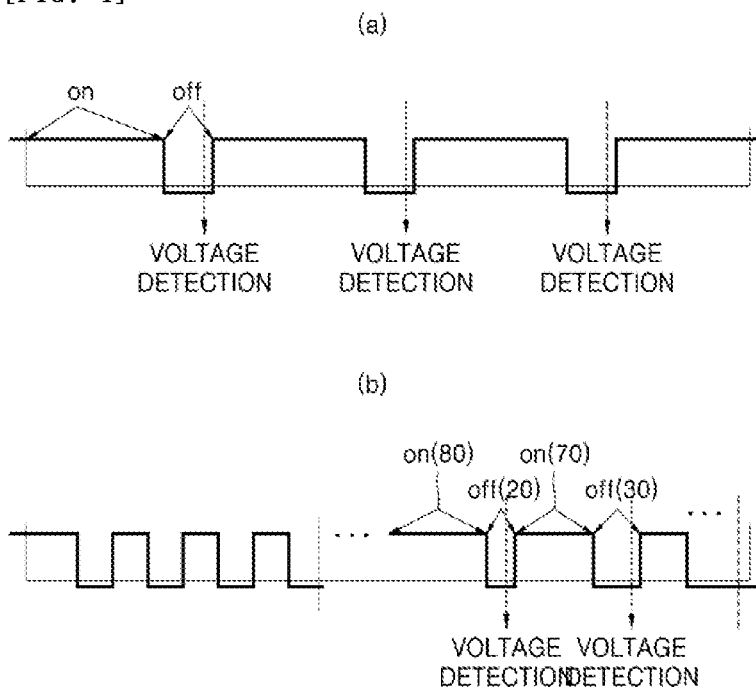 (a)
on off
VOLTAGE DETECTION
VOLTAGE DETECTION
VOLTAGE DETECTION
(b)
on(80) on(70)
off(20) off(30)
...
...
VOLTAGE DETECTION
VOLTAGE DETECTION